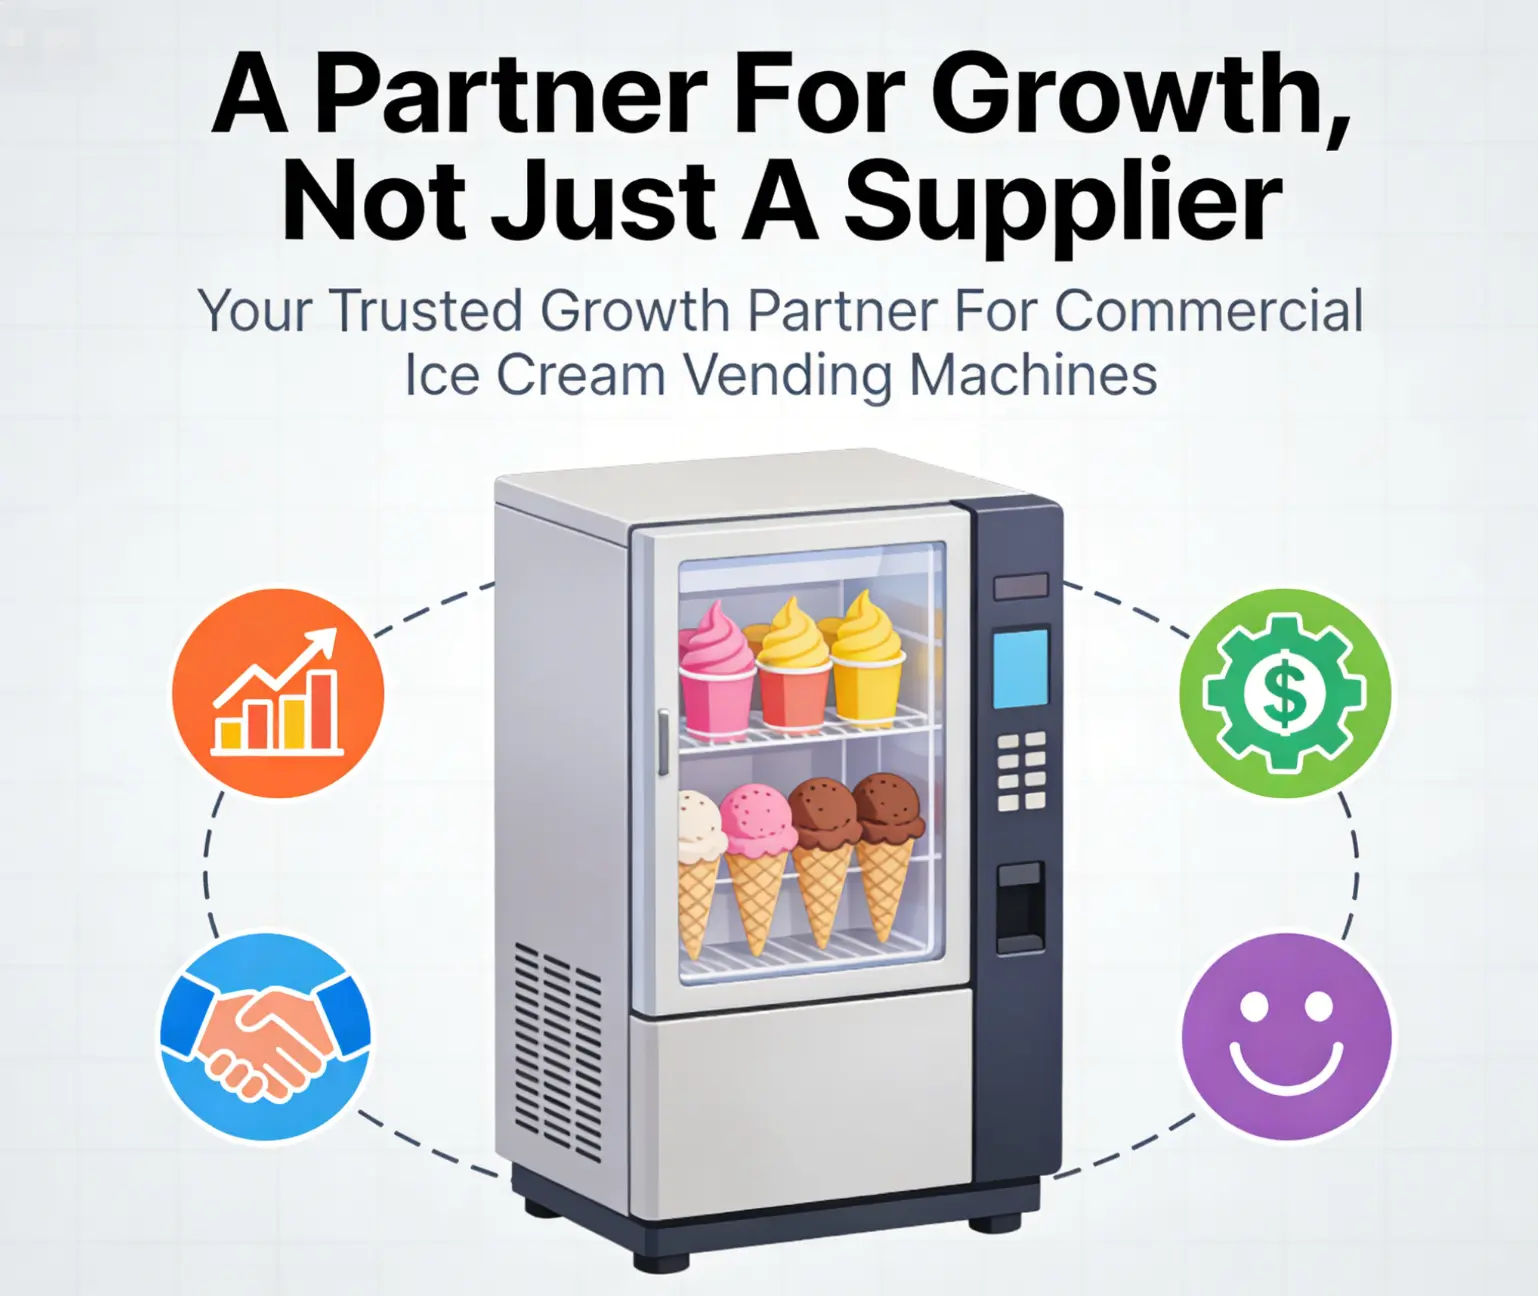 A Partner For Growth,
Not Just A Supplier
Your Trusted Growth Partner For Commercial
Ice Cream Vending Machines
$